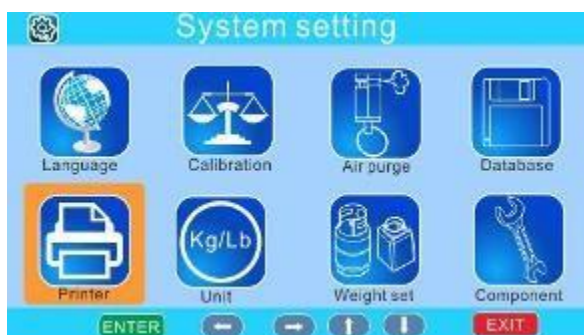 System setting
Language Calibration Air purge Database
Kg/Lb
Printer Unit Weight set Component
ENTER EXIT